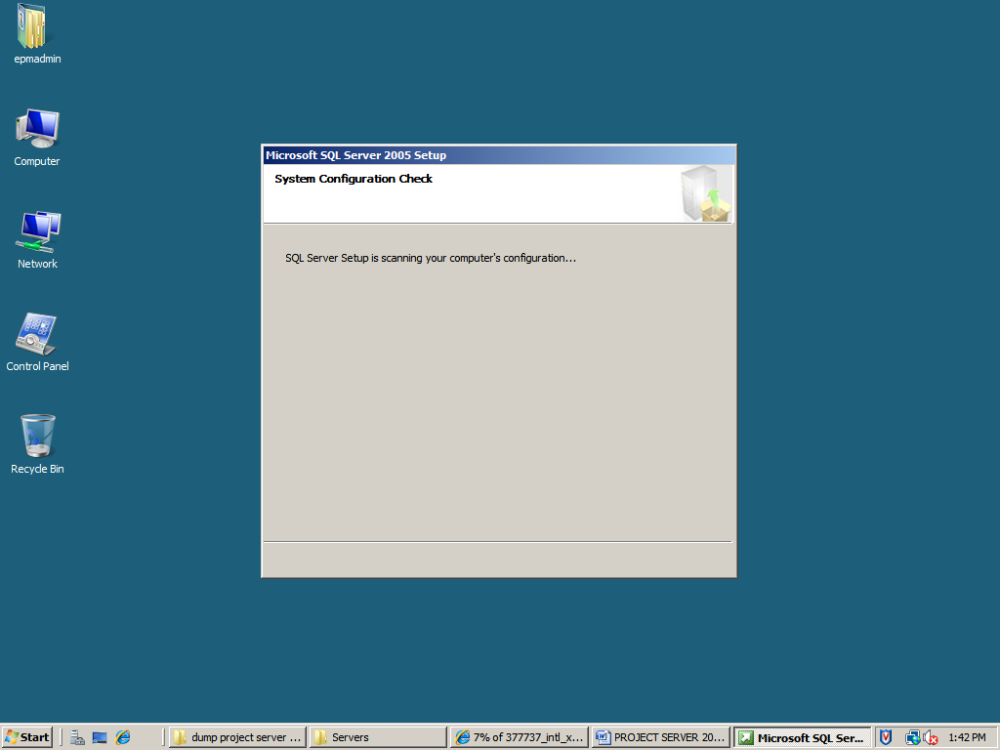 epmadmin
Computer
Network
Control Panel
Recycle Bin
Microsoft SQL Server 2005 Setup
System Configuration Check
SQL Server Setup is scanning your computer's configuration...
Start
dump project server ...
Servers
7% of 377737_intl_x...
PROJECT SERVER 20...
Microsoft SQL Ser...
1:42 PM